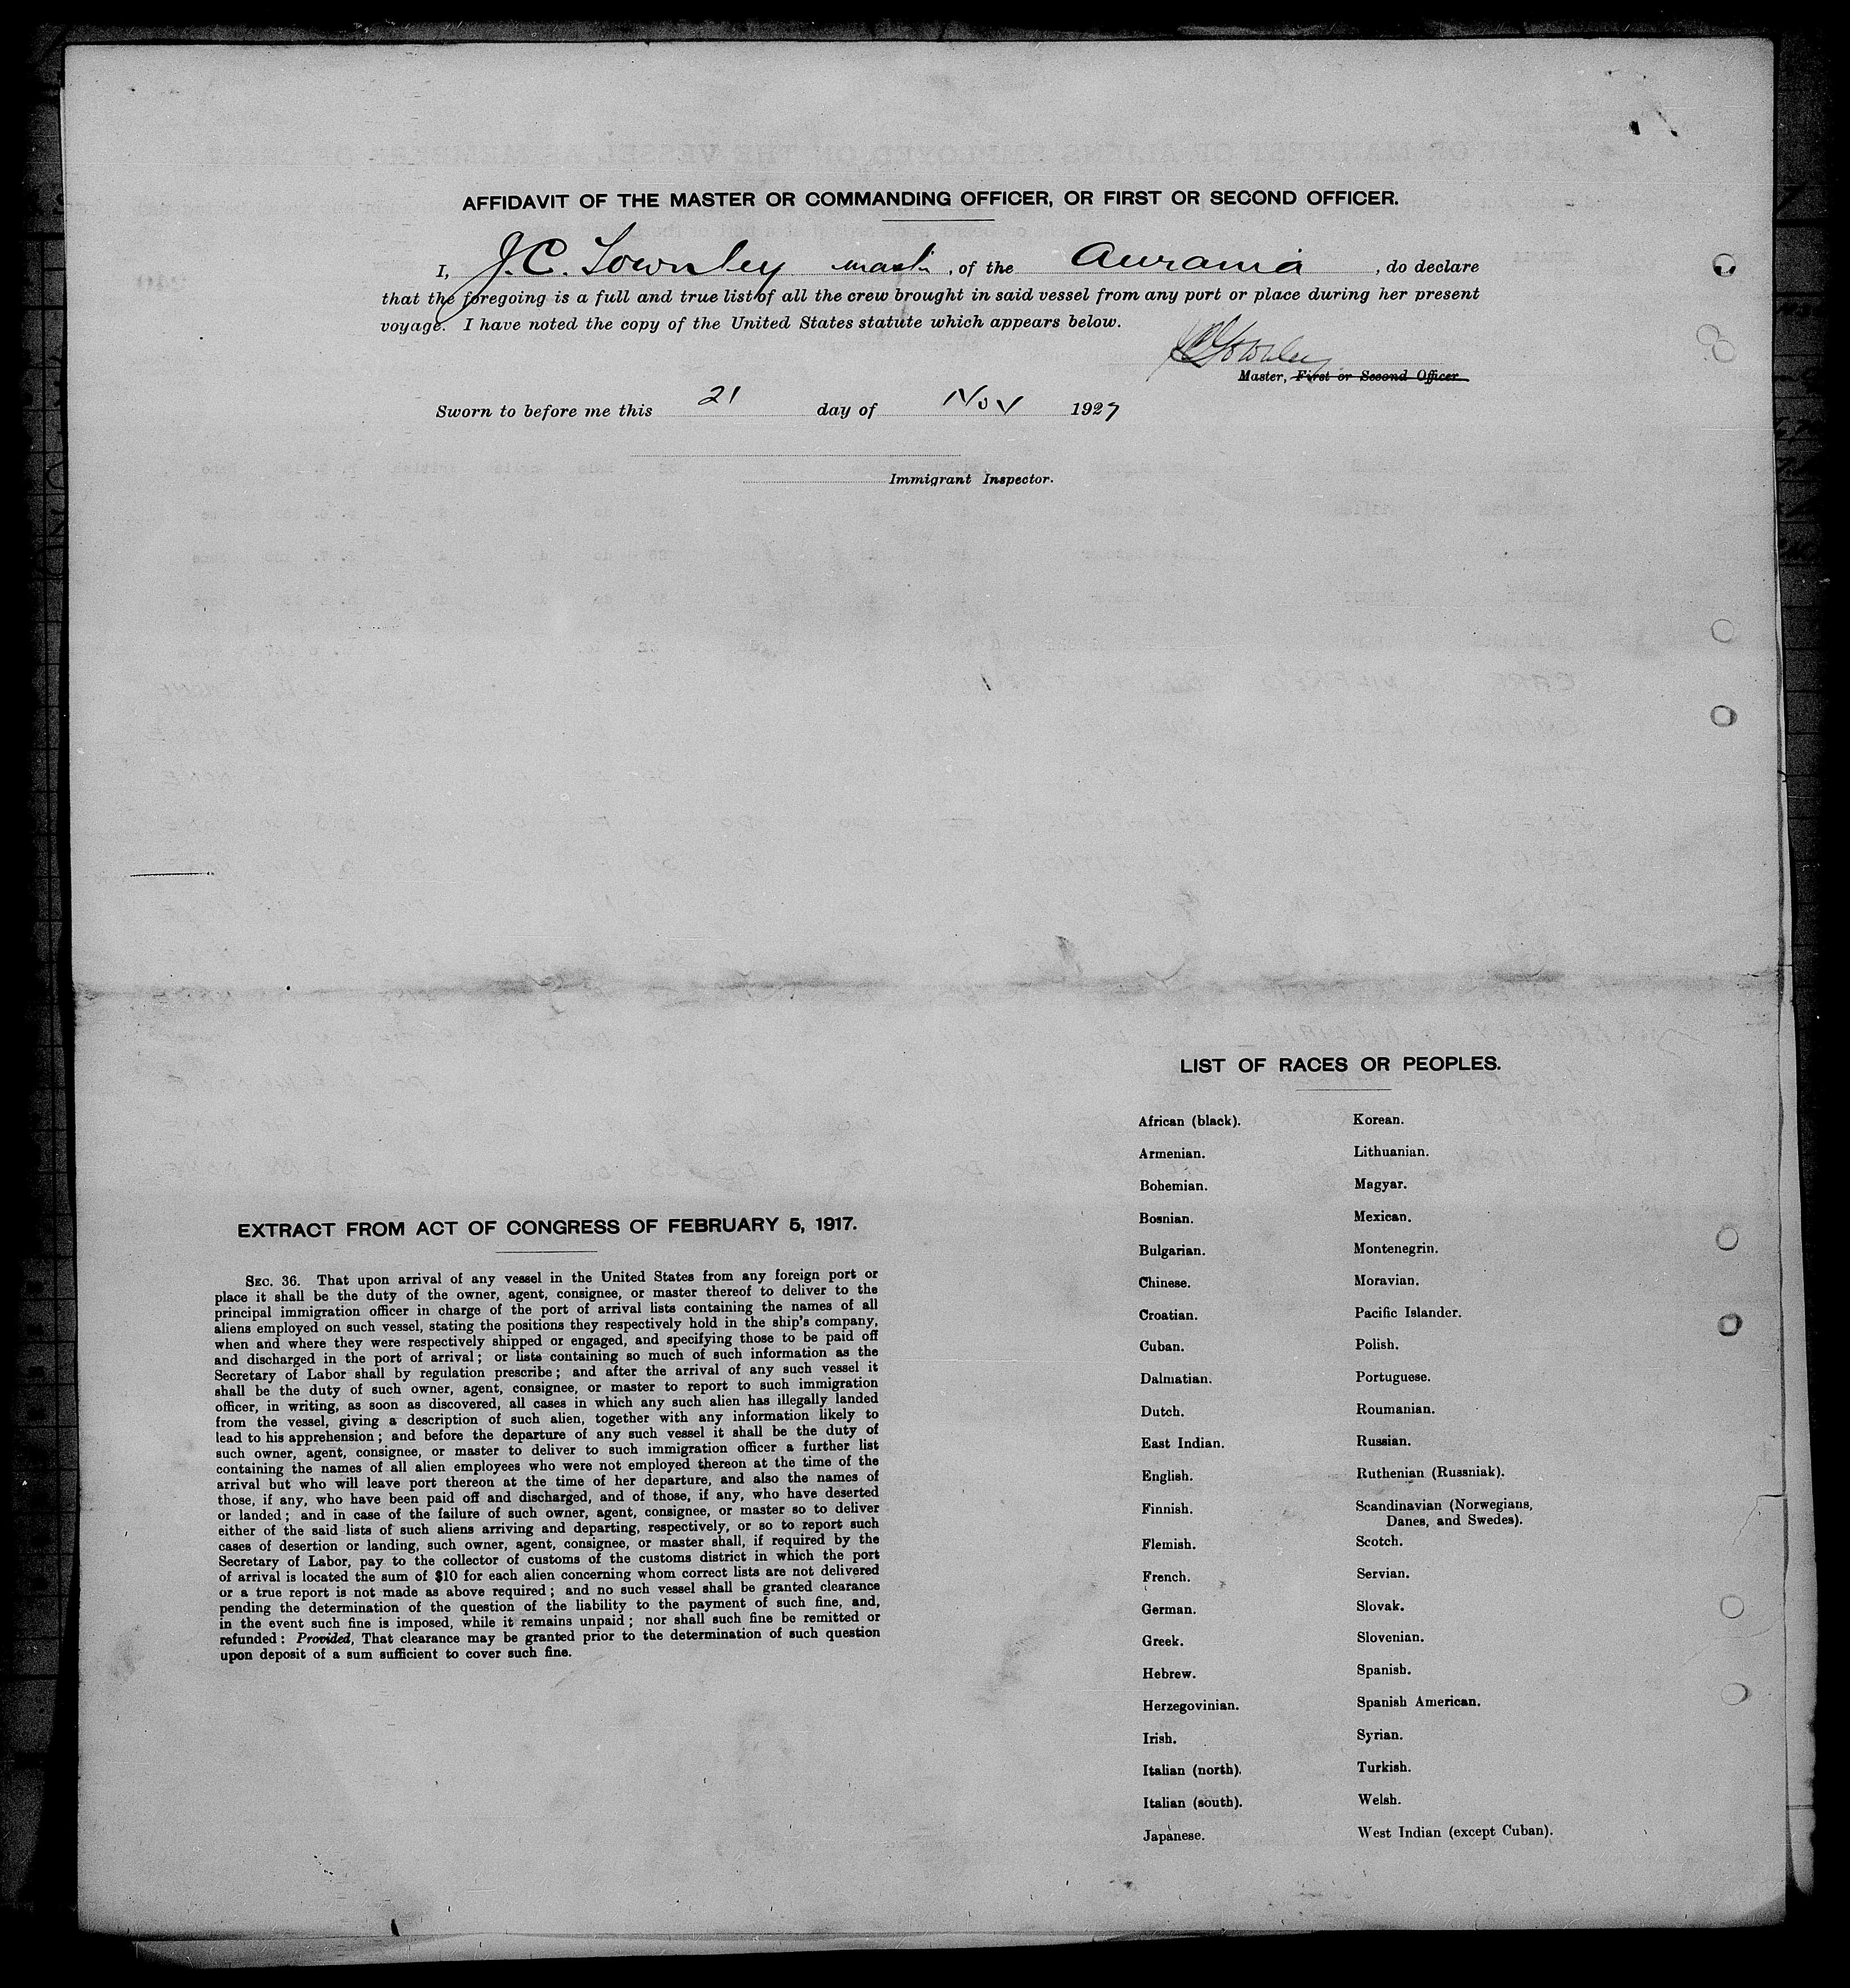 AFFIDAVIT OF THE MASTER OR COMMANDING OFFICER, OR FIRST OR SECOND OFFICER.
I, J.C. Townley Mast., of the Aurania, do declare
that the foregoing is a full and true list of all the crew brought in said vessel from any port or place during her present
voyage. I have noted the copy of the United States statute which appears below.
JCTownley
Master, First or Second Officer
Sworn to before me this 21 day of Nov 1927
Immigrant Inspector.
EXTRACT FROM ACT OF CONGRESS OF FEBRUARY 5, 1917.
SEC. 36. That upon arrival of any vessel in the United States from any foreign port or
place it shall be the duty of the owner, agent, consignee, or master thereof to deliver to the
principal immigration officer in charge of the port of arrival lists containing the names of all
aliens employed on such vessel, stating the positions they respectively hold in the ship's company,
when and where they were respectively shipped or engaged, and specifying those to be paid off
and discharged in the port of arrival; or lists containing so much of such information as the
Secretary of Labor shall by regulation prescribe; and after the arrival of any such vessel it
shall be the duty of such owner, agent, consignee, or master to report to such immigration
officer, in writing, as soon as discovered, all cases in which any such alien has illegally landed
from the vessel, giving a description of such alien, together with any information likely to
lead to his apprehension; and before the departure of any such vessel it shall be the duty of
such owner, agent, consignee, or master to deliver to such immigration officer a further list
containing the names of all alien employees who were not employed thereon at the time of the
arrival but who will leave port thereon at the time of her departure, and also the names of
those, if any, who have been paid off and discharged, and of those, if any, who have deserted
or landed; and in case of the failure of such owner, agent, consignee, or master so to deliver
either of the said lists of such aliens arriving and departing, respectively, or so to report such
cases of desertion or landing, such owner, agent, consignee, or master shall, if required by the
Secretary of Labor, pay to the collector of customs of the customs district in which the port
of arrival is located the sum of $10 for each alien concerning whom correct lists are not delivered
or a true report is not made as above required; and no such vessel shall be granted clearance
pending the determination of the question of the liability to the payment of such fine, and,
in the event such fine is imposed, while it remains unpaid; nor shall such fine be remitted or
refunded: Provided, That clearance may be granted prior to the determination of such question
upon deposit of a sum sufficient to cover such fine.
LIST OF RACES OR PEOPLES.
African (black).
Armenian.
Bohemian.
Bosnian.
Bulgarian.
Chinese.
Croatian.
Cuban.
Dalmatian.
Dutch.
East Indian.
English.
Finnish.
Flemish.
French.
German.
Greek.
Hebrew.
Herzegovinian.
Irish.
Italian (north).
Italian (south).
Japanese.
Korean.
Lithuanian.
Magyar.
Mexican.
Montenegrin.
Moravian.
Pacific Islander.
Polish.
Portuguese.
Roumanian.
Russian.
Ruthenian (Russniak).
Scandinavian (Norwegians,
Danes, and Swedes).
Scotch.
Servian.
Slovak.
Slovenian.
Spanish.
Spanish American.
Syrian.
Turkish.
Welsh.
West Indian (except Cuban).